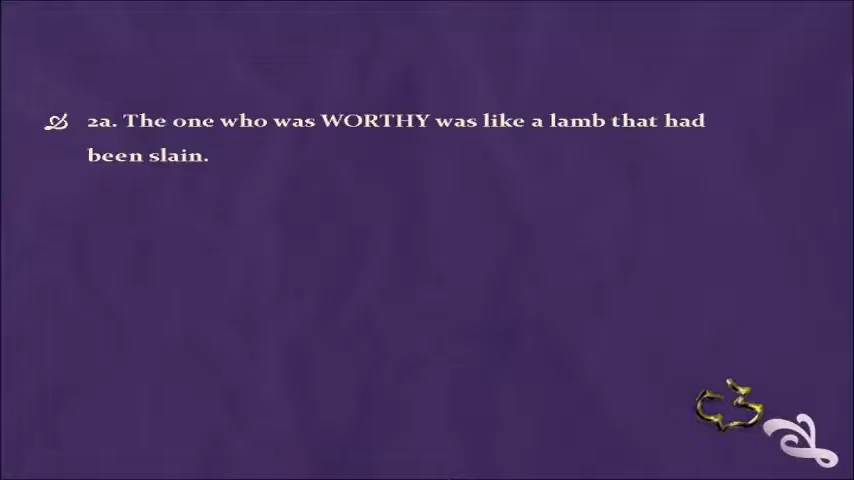 2a. The one who was WORTHY was like a lamb that had
been slain.